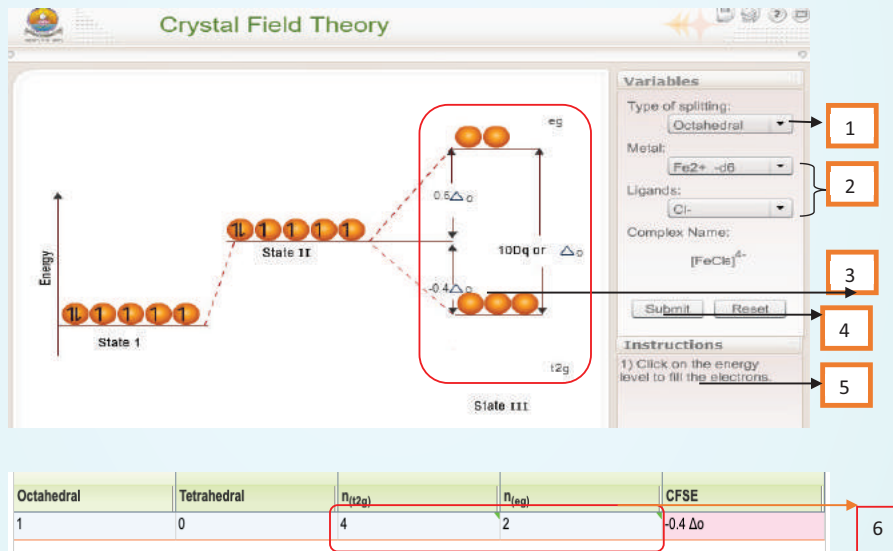 Crystal Field Theory
Variables
Type of splitting:
Octahedral
1
Metal:
Fe2+ -d6
2
Ligands:
Cl-
Complex Name:
[FeCl6]4-
3
Submit Reset
4
Instructions
1) Click on the energy
level to fill the electrons.
5
eg
0.6△o
State II
10Dq or △o
-0.4△o
Energy
State 1
t2g
State III
Octahedral Tetrahedral n(t2g) n(eg) CFSE
1 0 4 2 -0.4 Δo
6